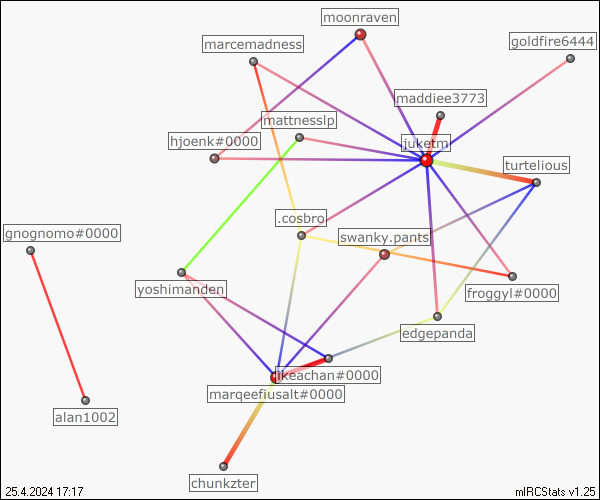 moonraven
marcemadness
goldfire6444
maddiee3773
mattnesslp
hjoenk#0000
juketm
turtelious
.cosbro
gnognomo#0000
swanky.pants
yoshimanden
froggyl#0000
edgepanda
ikeachan#0000
marqeefiusalt#0000
alan1002
chunkzter
25.4.2024 17:17
mIRCStats v1.25